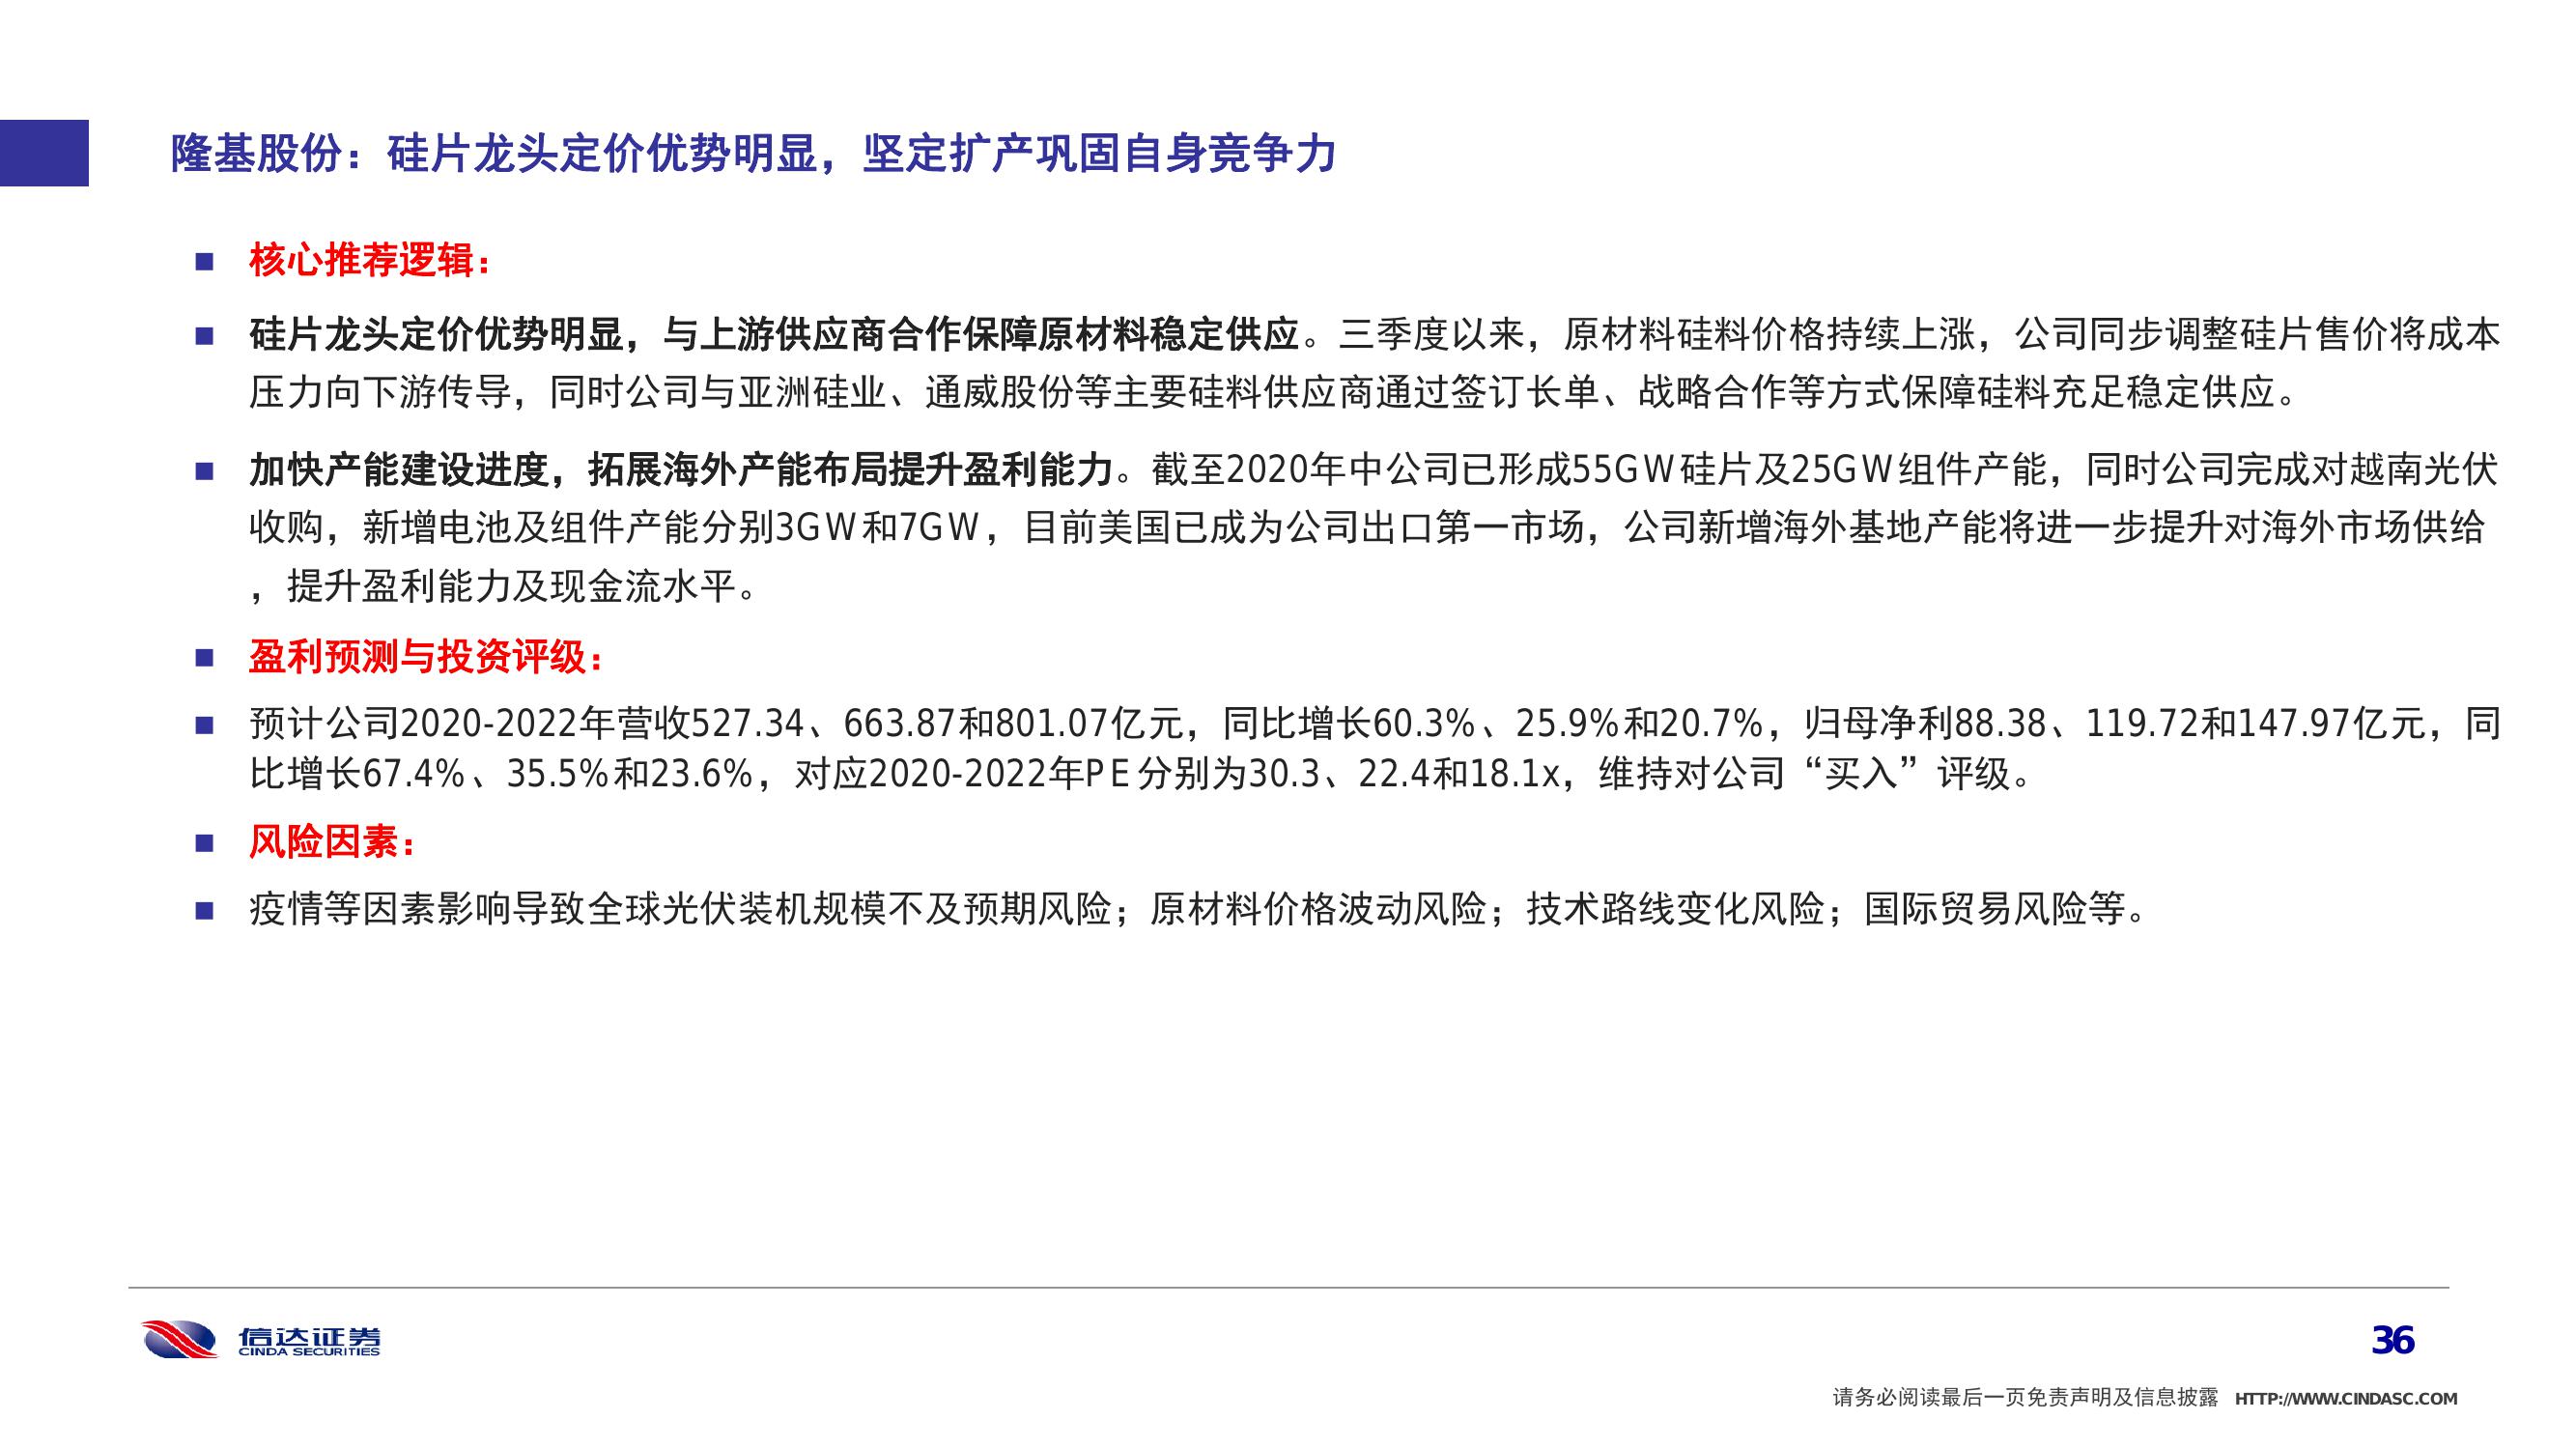 隆基股份：硅片龙头定价优势明显，坚定扩产巩固自身竞争力
核心推荐逻辑：
硅片龙头定价优势明显，与上游供应商合作保障原材料稳定供应。三季度以来，原材料硅料价格持续上涨，公司同步调整硅片售价将成本
压力向下游传导，同时公司与亚洲硅业、通威股份等主要硅料供应商通过签订长单、战略合作等方式保障硅料充足稳定供应。
加快产能建设进度，拓展海外产能布局提升盈利能力。截至2020年中公司已形成55GW硅片及25GW组件产能，同时公司完成对越南光伏
收购，新增电池及组件产能分别3GW和7GW，目前美国已成为公司出口第一市场，公司新增海外基地产能将进一步提升对海外市场供给
，提升盈利能力及现金流水平。
盈利预测与投资评级：
预计公司2020-2022年营收527.34、663.87和801.07亿元，同比增长60.3%、25.9%和20.7%，归母净利88.38、119.72和147.97亿元，同
比增长67.4%、35.5%和23.6%，对应2020-2022年PE分别为30.3、22.4和18.1x，维持对公司“买入”评级。
风险因素：
疫情等因素影响导致全球光伏装机规模不及预期风险；原材料价格波动风险；技术路线变化风险；国际贸易风险等。
信达证券
CINDA SECURITIES
36
请务必阅读最后一页免责声明及信息披露 HTTP://WWW.CINDASC.COM